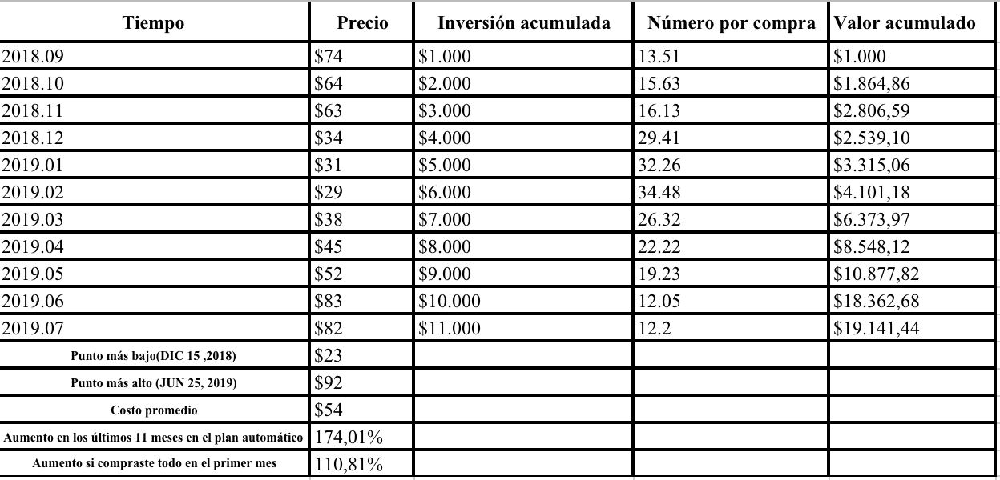 Tiempo Precio Inversión acumulada Número por compra Valor acumulado
2018.09 $74 $1.000 13.51 $1.000
2018.10 $64 $2.000 15.63 $1.864,86
2018.11 $63 $3.000 16.13 $2.806,59
2018.12 $34 $4.000 29.41 $2.539,10
2019.01 $31 $5.000 32.26 $3.315,06
2019.02 $29 $6.000 34.48 $4.101,18
2019.03 $38 $7.000 26.32 $6.373,97
2019.04 $45 $8.000 22.22 $8.548,12
2019.05 $52 $9.000 19.23 $10.877,82
2019.06 $83 $10.000 12.05 $18.362,68
2019.07 $82 $11.000 12.2 $19.141,44
Punto más bajo(DIC 15 ,2018) $23
Punto más alto (JUN 25, 2019) $92
Costo promedio $54
Aumento en los últimos 11 meses en el plan automático 174,01%
Aumento si compraste todo en el primer mes 110,81%